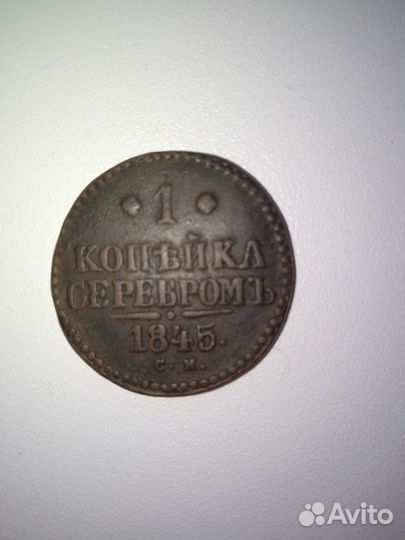 1
КОПѢЙКА
СЕРЕБРОМЪ
1845.
С. М.
Avito